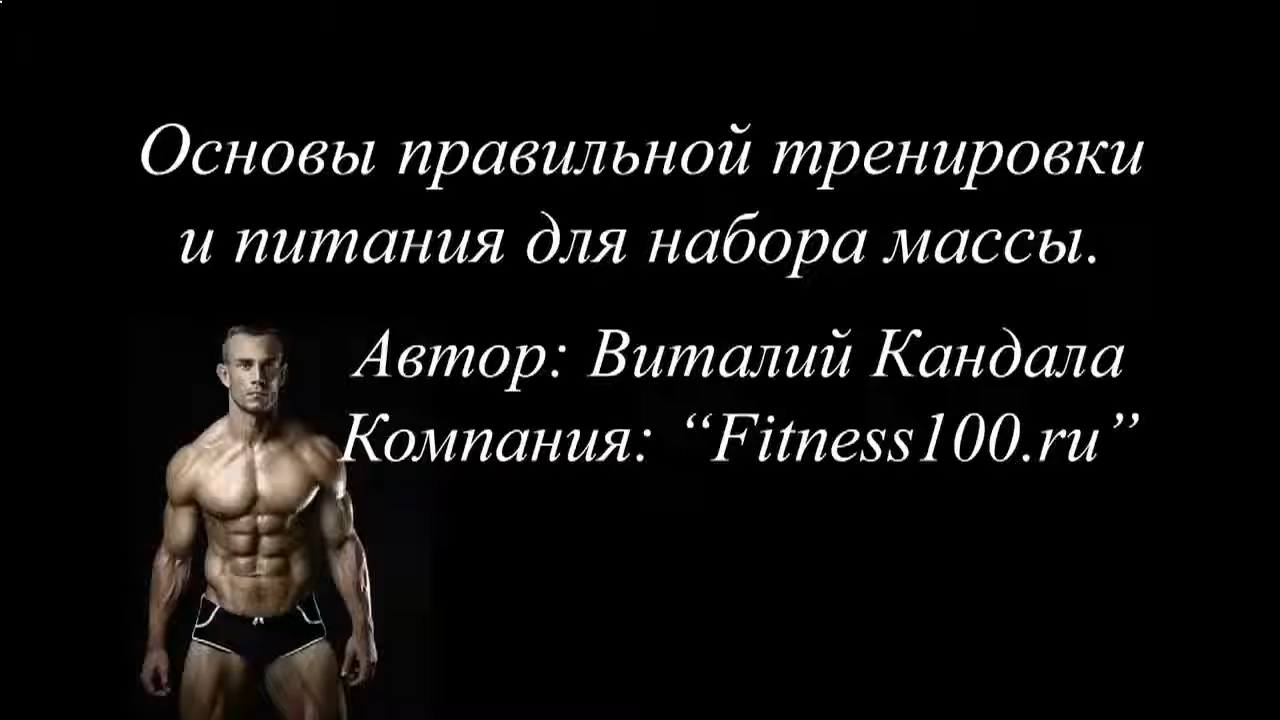 Основы правильной тренировки
и питания для набора массы.
Автор: Виталий Кандала
Компания: “Fitness100.ru”